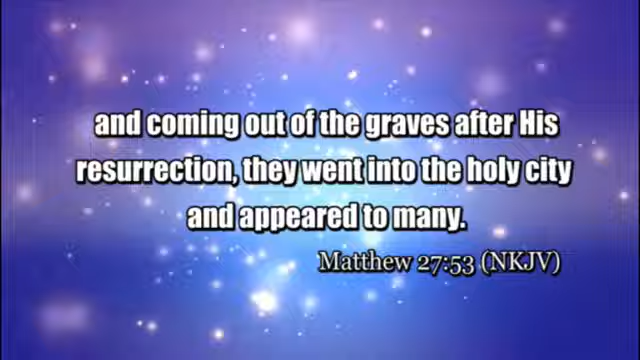 and coming out of the graves after His
resurrection, they went into the holy city
and appeared to many.
Matthew 27:53 (NKJV)